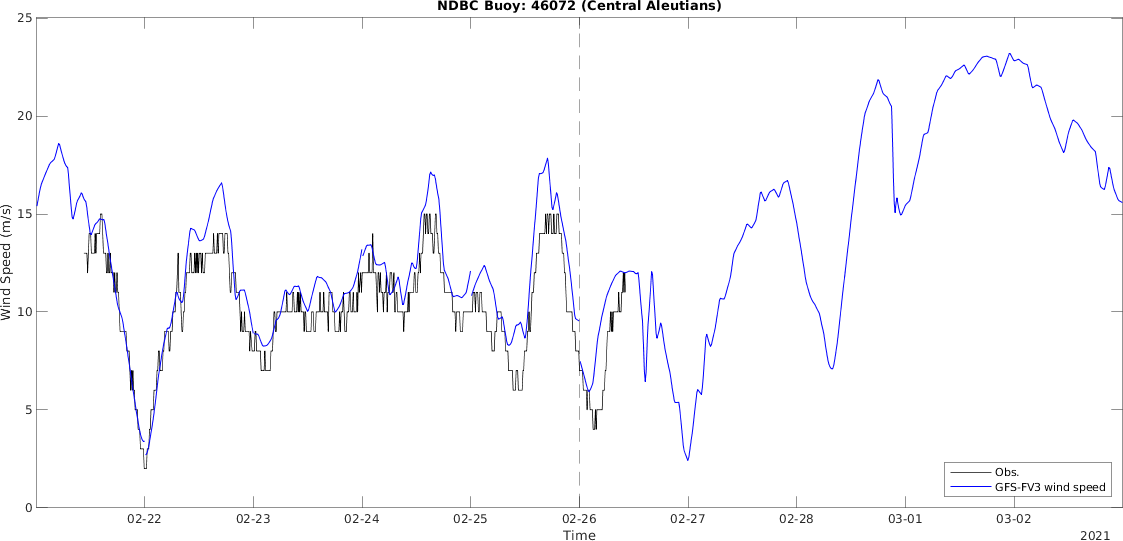 NDBC Buoy: 46072 (Central Aleutians)
25
20
15
10
5
0
Wind Speed (m/s)
02-22 02-23 02-24 02-25 02-26 02-27 02-28 03-01 03-02
Time
2021
Obs.
GFS-FV3 wind speed